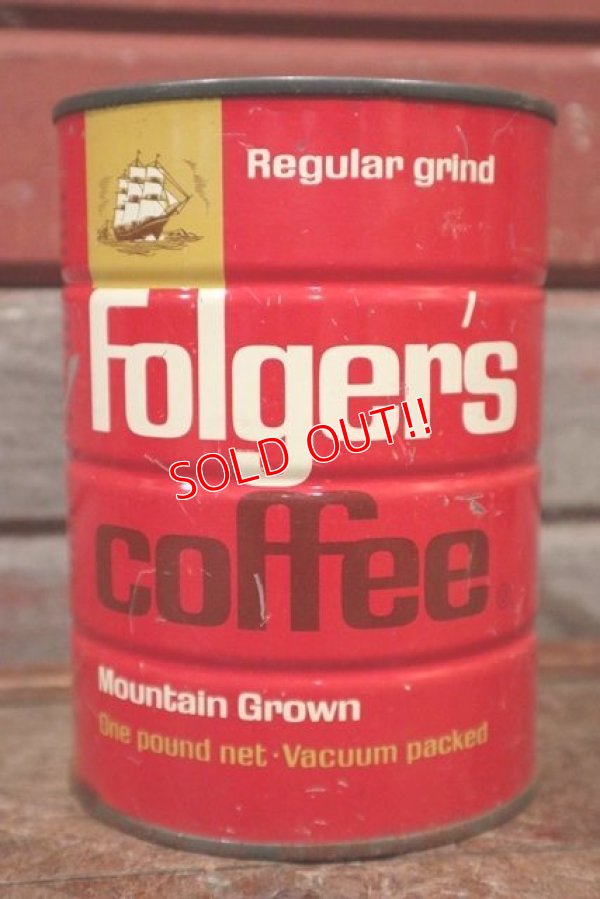 Regular grind
Folger's
SOLD OUT!!
coffee®
Mountain Grown
One pound net · Vacuum packed